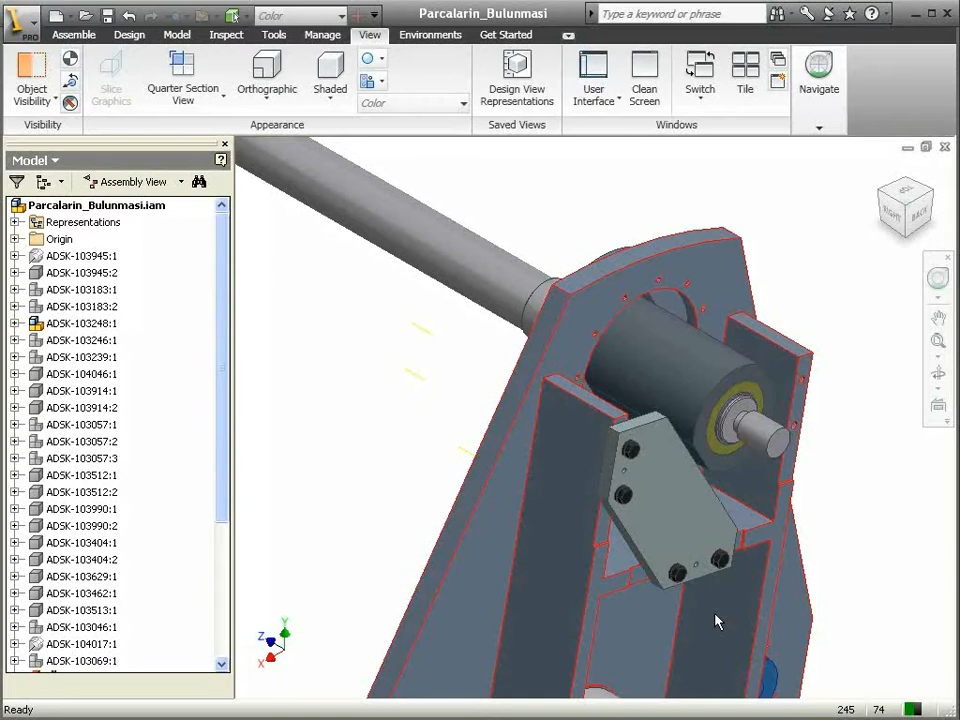 Color
Parcalarin_Bulunmasi
Type a keyword or phrase
PRO
Assemble
Design
Model
Inspect
Tools
Manage
View
Environments
Get Started
Object
Visibility
Slice
Graphics
Quarter Section
View
Orthographic
Shaded
Color
Design View
Representations
User
Interface
Clean
Screen
Switch
Tile
Navigate
Visibility
Appearance
Saved Views
Windows
Model
Assembly View
Parcalarin_Bulunmasi.iam
Representations
Origin
ADSK-103945:1
ADSK-103945:2
ADSK-103183:1
ADSK-103183:2
ADSK-103248:1
ADSK-103246:1
ADSK-103239:1
ADSK-104046:1
ADSK-103914:1
ADSK-103914:2
ADSK-103057:1
ADSK-103057:2
ADSK-103057:3
ADSK-103512:1
ADSK-103512:2
ADSK-103990:1
ADSK-103990:2
ADSK-103404:1
ADSK-103404:2
ADSK-103629:1
ADSK-103462:1
ADSK-103513:1
ADSK-103046:1
ADSK-104017:1
ADSK-103069:1
TOP
RIGHT
BACK
Y
Z
X
Ready
245
74